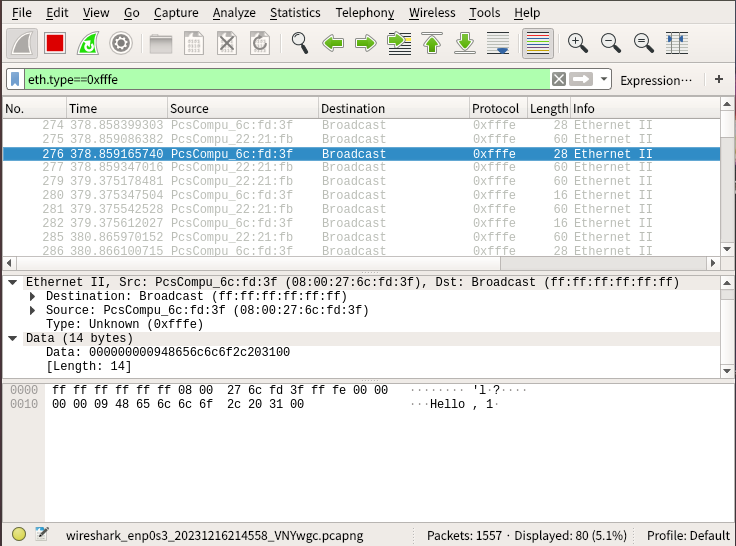 File Edit View Go Capture Analyze Statistics Telephony Wireless Tools Help
eth.type==0xfffe Expression… +
No. Time Source Destination Protocol Length Info
274 378.858399303 PcsCompu_6c:fd:3f Broadcast 0xfffe 28 Ethernet II
275 378.859086382 PcsCompu_22:21:fb Broadcast 0xfffe 60 Ethernet II
276 378.859165740 PcsCompu_6c:fd:3f Broadcast 0xfffe 28 Ethernet II
277 378.859347016 PcsCompu_22:21:fb Broadcast 0xfffe 60 Ethernet II
279 379.375178481 PcsCompu_22:21:fb Broadcast 0xfffe 60 Ethernet II
280 379.375347504 PcsCompu_6c:fd:3f Broadcast 0xfffe 16 Ethernet II
281 379.375542528 PcsCompu_22:21:fb Broadcast 0xfffe 60 Ethernet II
282 379.375612027 PcsCompu_6c:fd:3f Broadcast 0xfffe 16 Ethernet II
285 380.865970152 PcsCompu_22:21:fb Broadcast 0xfffe 60 Ethernet II
286 380.866100715 PcsCompu_6c:fd:3f Broadcast 0xfffe 28 Ethernet II
Ethernet II, Src: PcsCompu_6c:fd:3f (08:00:27:6c:fd:3f), Dst: Broadcast (ff:ff:ff:ff:ff:ff)
Destination: Broadcast (ff:ff:ff:ff:ff:ff)
Source: PcsCompu_6c:fd:3f (08:00:27:6c:fd:3f)
Type: Unknown (0xfffe)
Data (14 bytes)
Data: 000000000948656c6c6f2c203100
[Length: 14]
0000 ff ff ff ff ff ff 08 00 27 6c fd 3f ff fe 00 00 ········ 'l·?····
0010 00 00 09 48 65 6c 6c 6f 2c 20 31 00 ···Hello , 1·
wireshark_enp0s3_20231216214558_VNYwgc.pcapng Packets: 1557 · Displayed: 80 (5.1%) Profile: Default